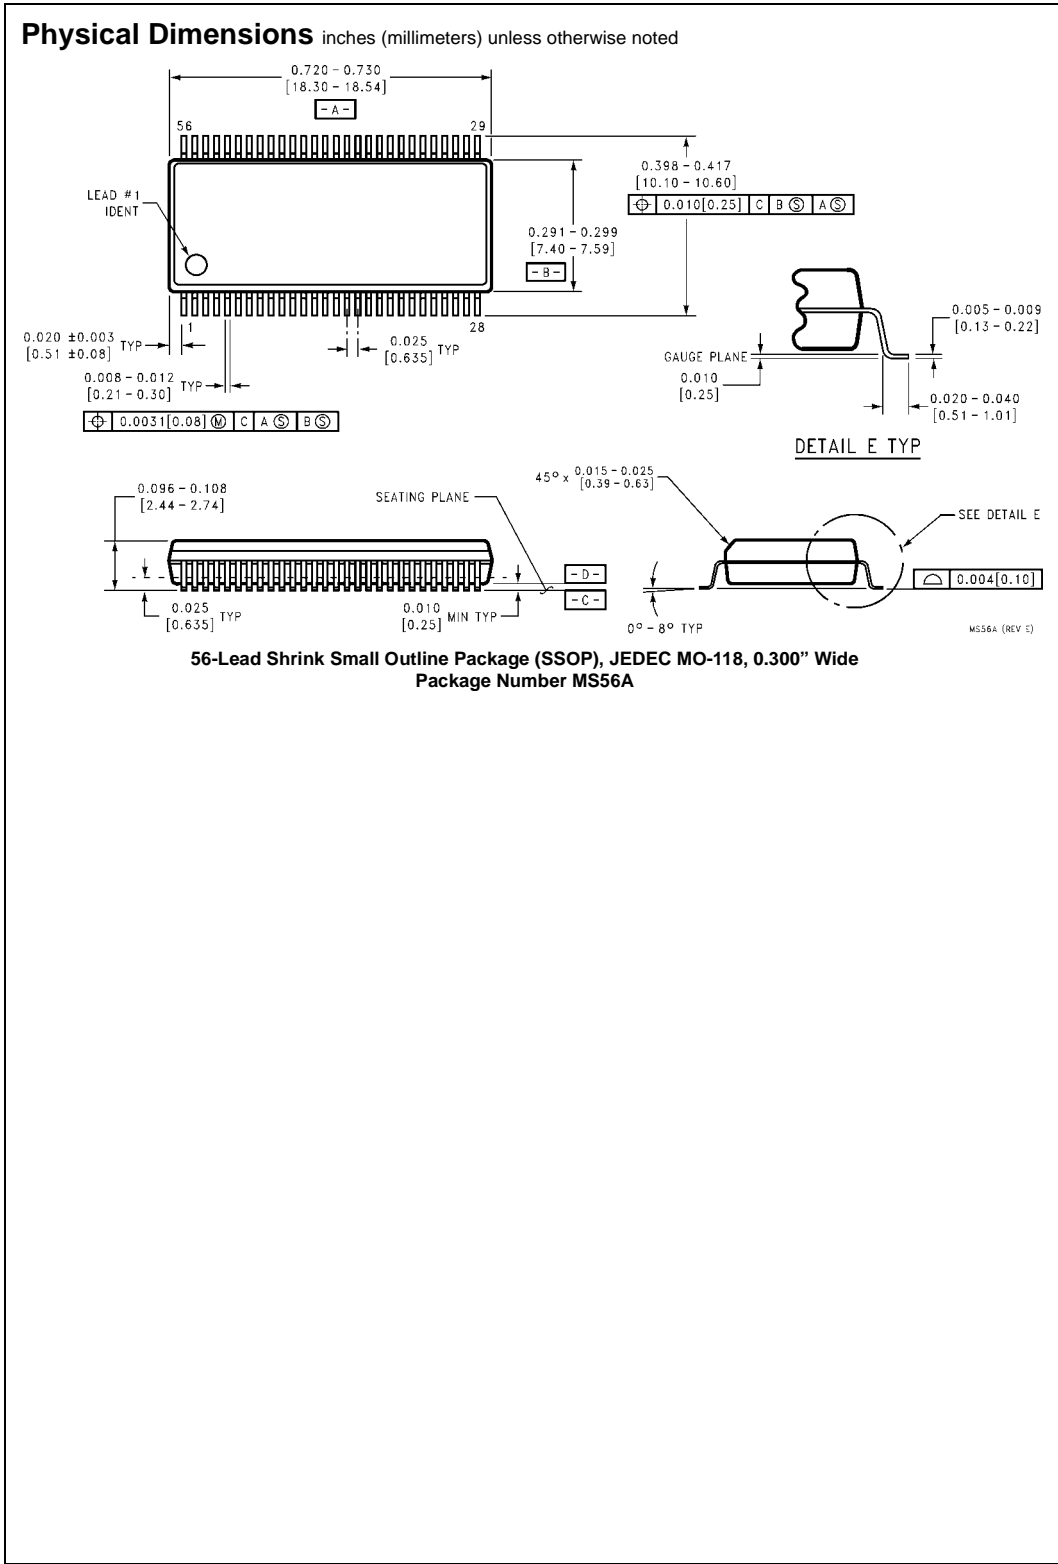 Physical Dimensions inches (millimeters) unless otherwise noted
0.720 – 0.730
[18.30 – 18.54]
- A -
56
29
LEAD #1
IDENT
0.398 – 0.417
[10.10 – 10.60]
⌖ 0.010[0.25] C B Ⓢ A Ⓢ
0.291 – 0.299
[7.40 – 7.59]
- B -
1
28
0.020 ±0.003
[0.51 ±0.08] TYP
0.025
[0.635] TYP
0.008 – 0.012
[0.21 – 0.30] TYP
⌖ 0.0031[0.08] Ⓜ C A Ⓢ B Ⓢ
GAUGE PLANE
0.010
[0.25]
0.005 – 0.009
[0.13 – 0.22]
0.020 – 0.040
[0.51 – 1.01]
DETAIL E TYP
0.096 – 0.108
[2.44 – 2.74]
SEATING PLANE
45° x 0.015 – 0.025
[0.39 – 0.63]
SEE DETAIL E
- D -
- C -
⌓ 0.004[0.10]
0.025
[0.635] TYP
0.010
[0.25] MIN TYP
0° – 8° TYP
MS56A (REV E)
56-Lead Shrink Small Outline Package (SSOP), JEDEC MO-118, 0.300” Wide
Package Number MS56A